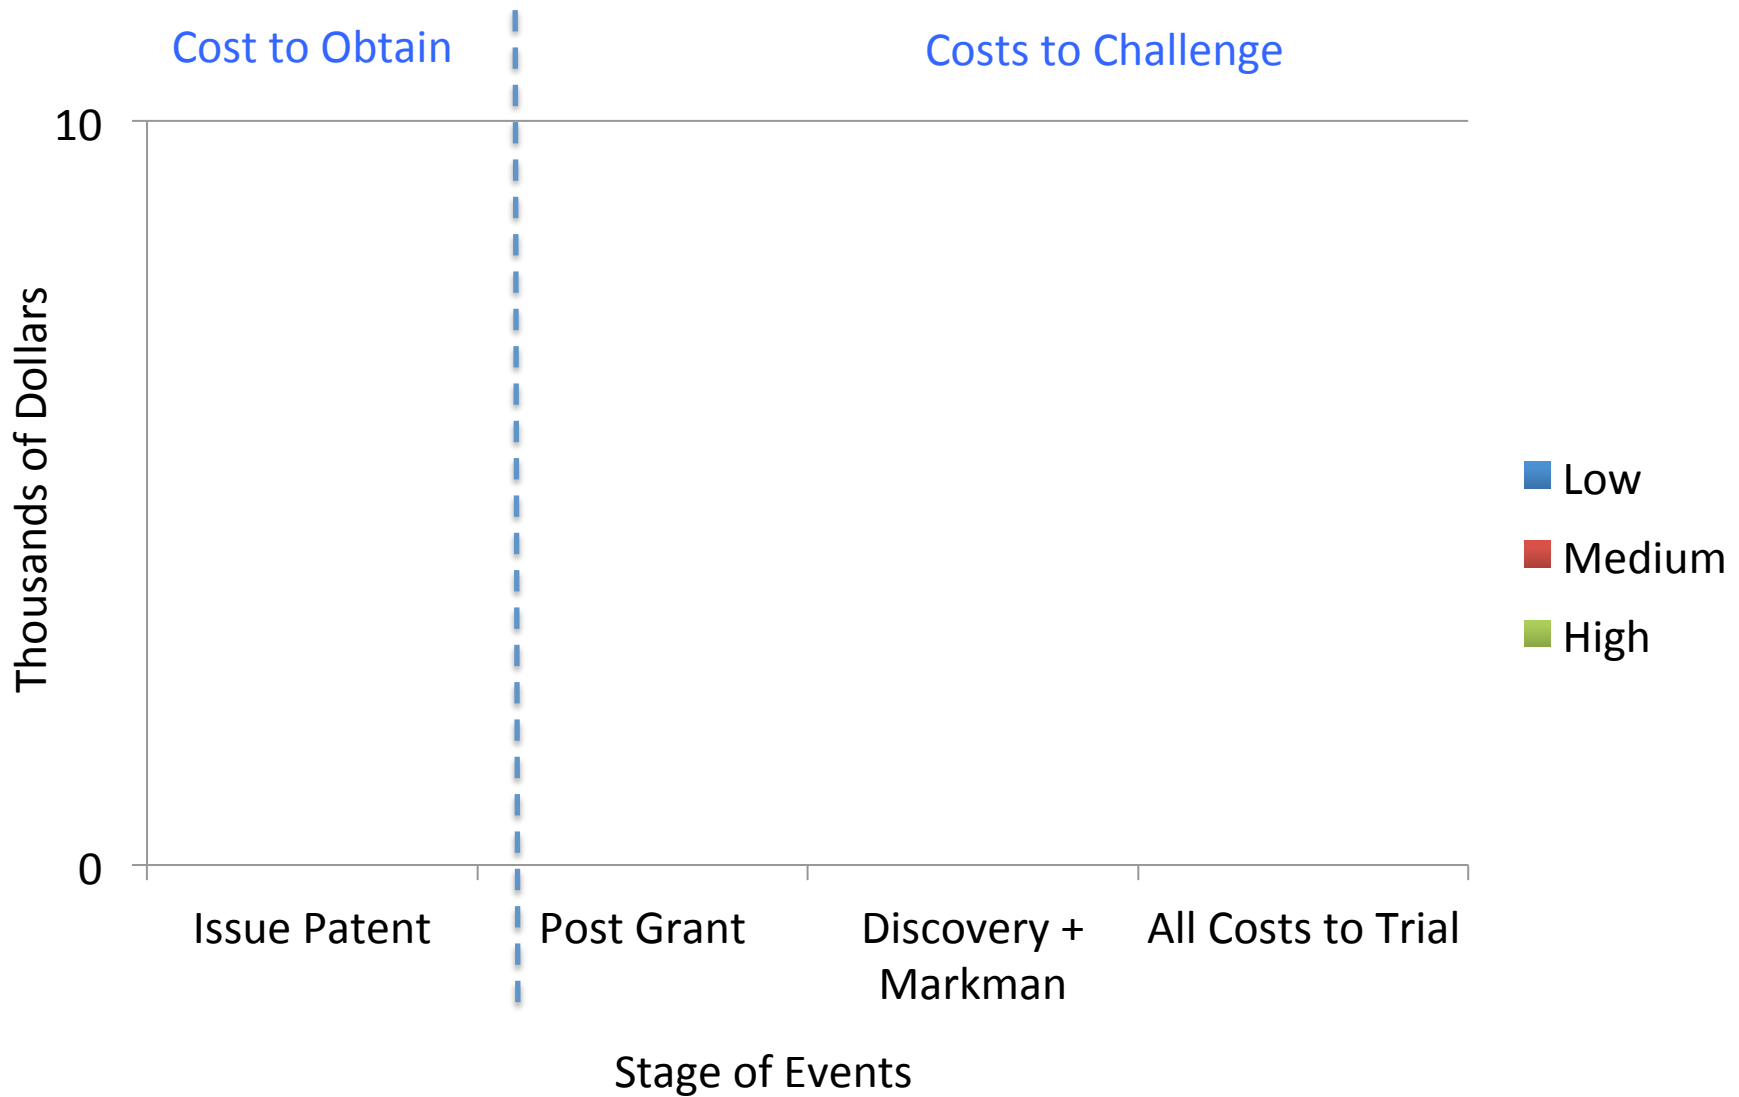 Cost to Obtain
Costs to Challenge
10
Thousands of Dollars
0
Issue Patent
Post Grant
Discovery +
Markman
All Costs to Trial
Stage of Events
Low
Medium
High